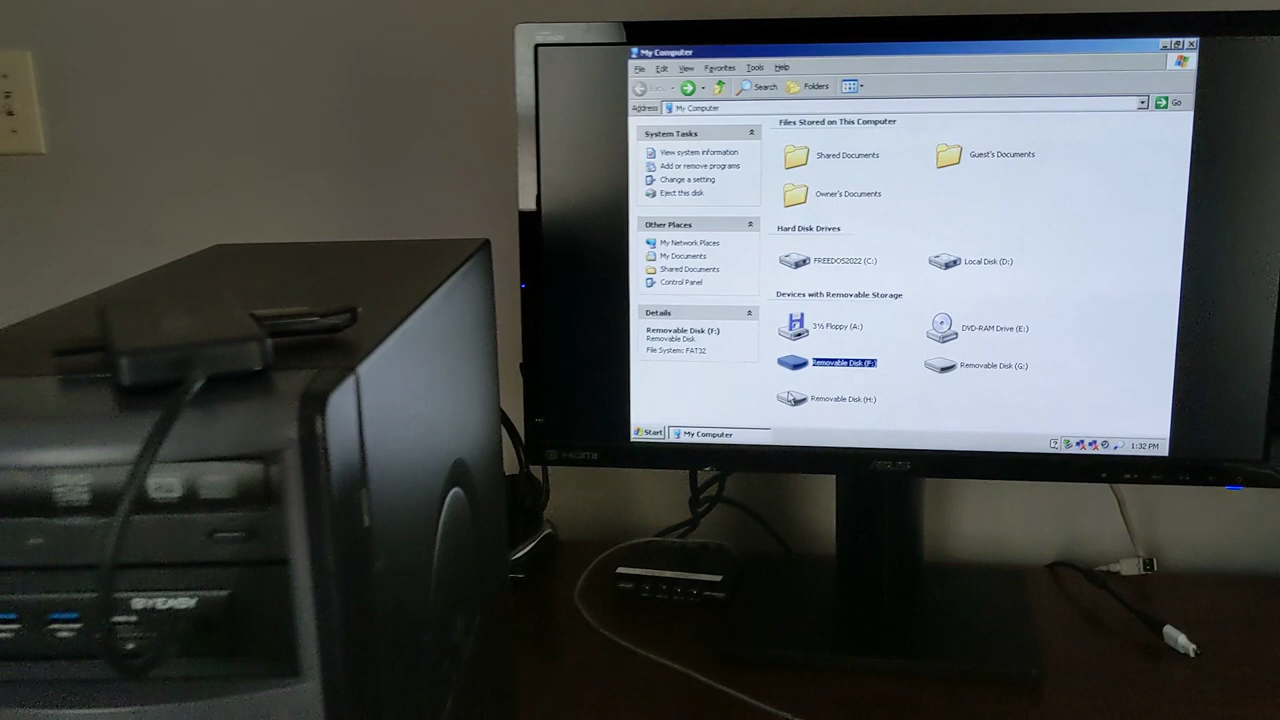 My Computer
File Edit View Favorites Tools Help
Back Search Folders
Address My Computer Go
System Tasks
View system information
Add or remove programs
Change a setting
Eject this disk
Other Places
My Network Places
My Documents
Shared Documents
Control Panel
Details
Removable Disk (F:)
Removable Disk
File System: FAT32
Files Stored on This Computer
Shared Documents Guest's Documents
Owner's Documents
Hard Disk Drives
FREEDOS2022 (C:) Local Disk (D:)
Devices with Removable Storage
3½ Floppy (A:) DVD-RAM Drive (E:)
Removable Disk (F:) Removable Disk (G:)
Removable Disk (H:)
Start My Computer 1:32 PM
HDMI
ASUS